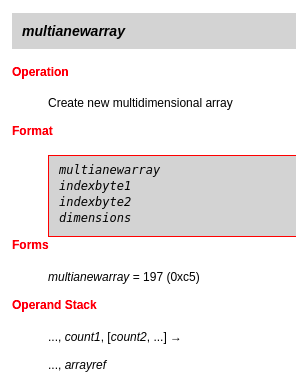 multianewarray
Operation
Create new multidimensional array
Format
multianewarray
indexbyte1
indexbyte2
dimensions
Forms
multianewarray = 197 (0xc5)
Operand Stack
..., count1, [count2, ...] →
..., arrayref